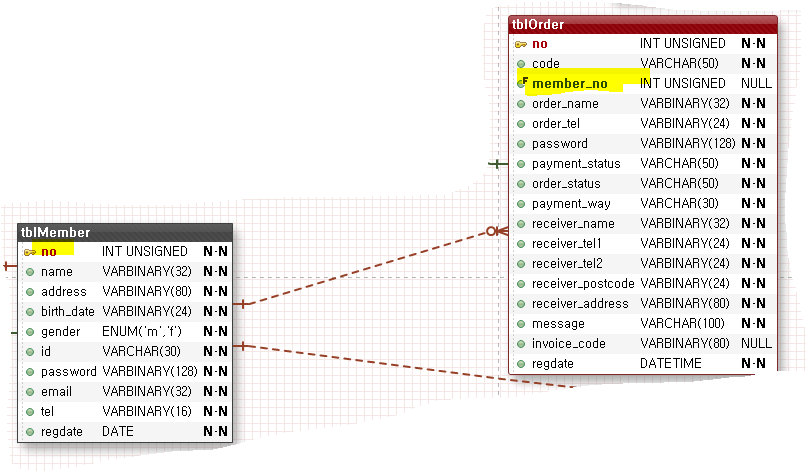 tblOrder
no INT UNSIGNED N-N
code VARCHAR(50) N-N
F member_no INT UNSIGNED NULL
order_name VARBINARY(32) N-N
order_tel VARBINARY(24) N-N
password VARBINARY(128) N-N
payment_status VARCHAR(50) N-N
order_status VARCHAR(50) N-N
payment_way VARCHAR(30) N-N
receiver_name VARBINARY(32) N-N
receiver_tel1 VARBINARY(24) N-N
receiver_tel2 VARBINARY(24) N-N
receiver_postcode VARBINARY(24) N-N
receiver_address VARBINARY(80) N-N
message VARCHAR(100) N-N
invoice_code VARBINARY(80) NULL
regdate DATETIME N-N
tblMember
no INT UNSIGNED N-N
name VARBINARY(32) N-N
address VARBINARY(80) N-N
birth_date VARBINARY(24) N-N
gender ENUM('m','f') N-N
id VARCHAR(30) N-N
password VARBINARY(128) N-N
email VARBINARY(32) N-N
tel VARBINARY(16) N-N
regdate DATE N-N